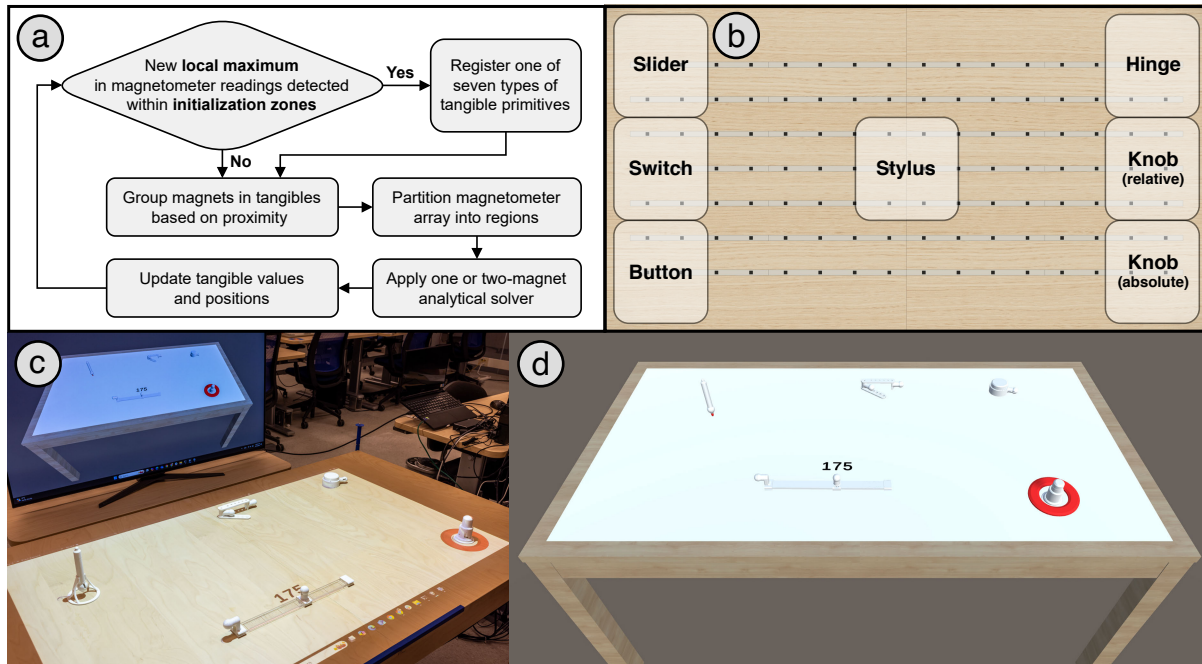 a
New local maximum
in magnetometer readings detected
within initialization zones
Yes
Register one of
seven types of
tangible primitives
No
Group magnets in tangibles
based on proximity
Partition magnetometer
array into regions
Update tangible values
and positions
Apply one or two-magnet
analytical solver
b
Slider
Hinge
Switch
Stylus
Knob
(relative)
Button
Knob
(absolute)
c
175
175
d
175